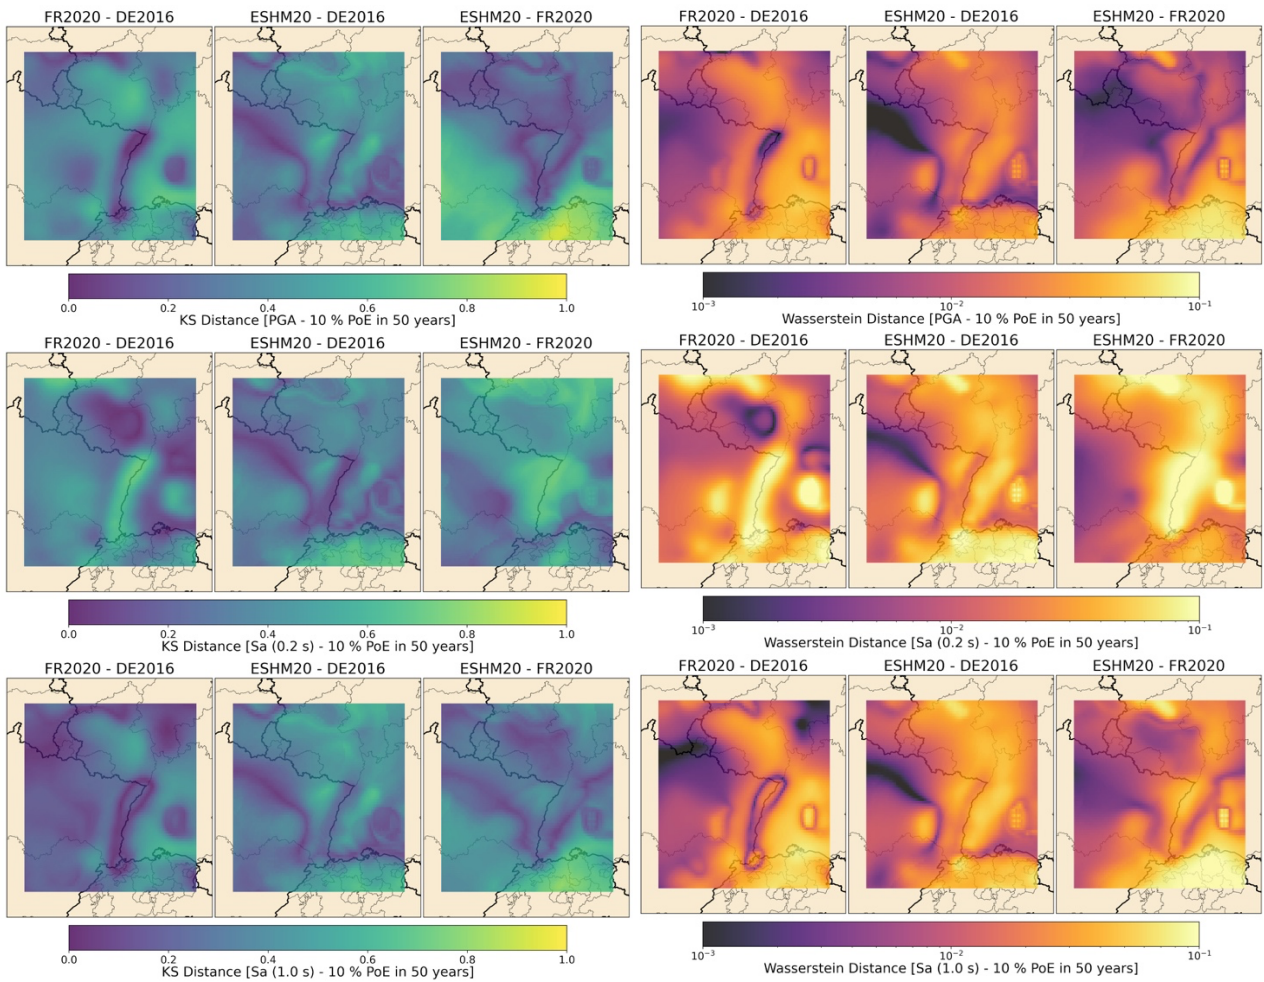 FR2020 - DE2016 ESHM20 - DE2016 ESHM20 - FR2020
0.0 0.2 0.4 0.6 0.8 1.0
KS Distance [PGA - 10 % PoE in 50 years]
FR2020 - DE2016 ESHM20 - DE2016 ESHM20 - FR2020
10⁻³ 10⁻² 10⁻¹
Wasserstein Distance [PGA - 10 % PoE in 50 years]
FR2020 - DE2016 ESHM20 - DE2016 ESHM20 - FR2020
0.0 0.2 0.4 0.6 0.8 1.0
KS Distance [Sa (0.2 s) - 10 % PoE in 50 years]
FR2020 - DE2016 ESHM20 - DE2016 ESHM20 - FR2020
10⁻³ 10⁻² 10⁻¹
Wasserstein Distance [Sa (0.2 s) - 10 % PoE in 50 years]
FR2020 - DE2016 ESHM20 - DE2016 ESHM20 - FR2020
0.0 0.2 0.4 0.6 0.8 1.0
KS Distance [Sa (1.0 s) - 10 % PoE in 50 years]
FR2020 - DE2016 ESHM20 - DE2016 ESHM20 - FR2020
10⁻³ 10⁻² 10⁻¹
Wasserstein Distance [Sa (1.0 s) - 10 % PoE in 50 years]